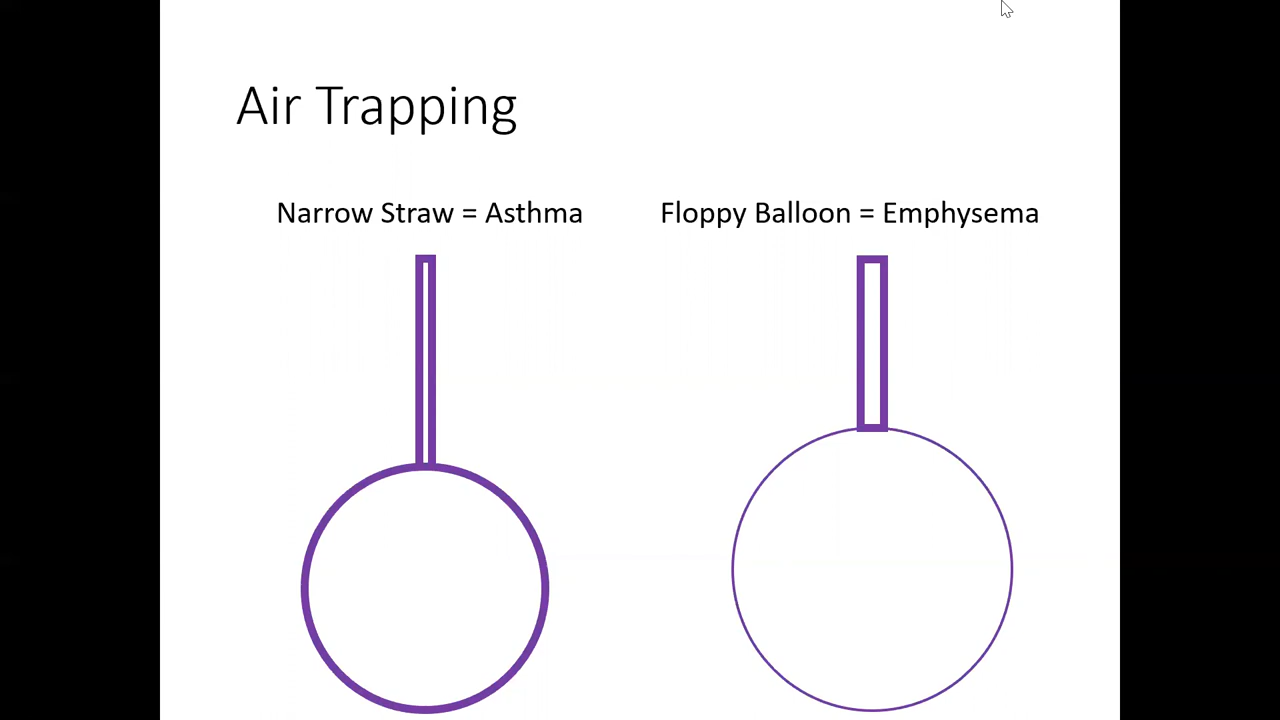 Air Trapping
Narrow Straw = Asthma
Floppy Balloon = Emphysema